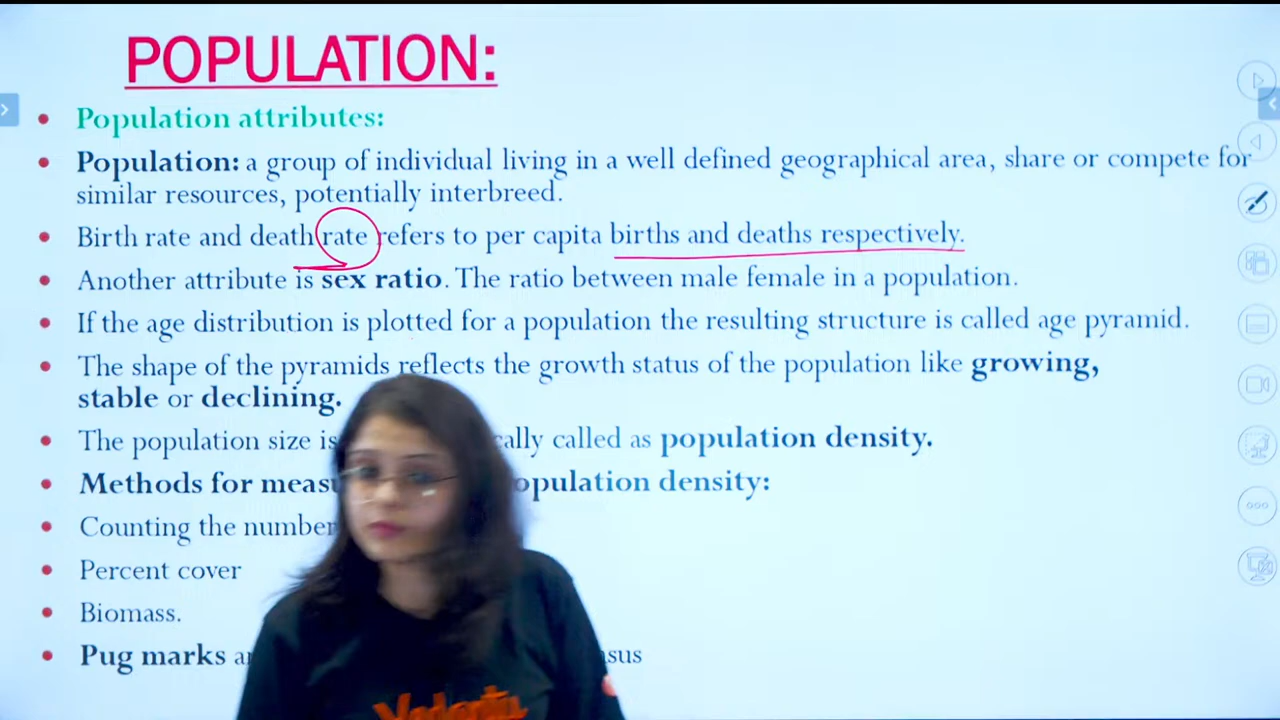 POPULATION:
• Population attributes:
• Population: a group of individual living in a well defined geographical area, share or compete for
similar resources, potentially interbreed.
• Birth rate and death rate refers to per capita births and deaths respectively.
• Another attribute is sex ratio. The ratio between male female in a population.
• If the age distribution is plotted for a population the resulting structure is called age pyramid.
• The shape of the pyramids reflects the growth status of the population like growing,
stable or declining.
• The population size is called as population density.
• Methods for density:
• Counting the number
• Percent cover
• Biomass.
• Pug marks
Vedantu